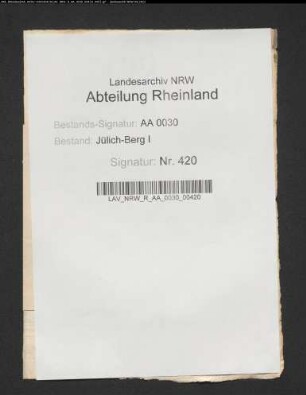 Landesarchiv NRW
Abteilung Rheinland
Bestands-Signatur: AA 0030
Bestand: Jülich-Berg I
Signatur: Nr. 420
LAV_NRW_R_AA_0030_00420